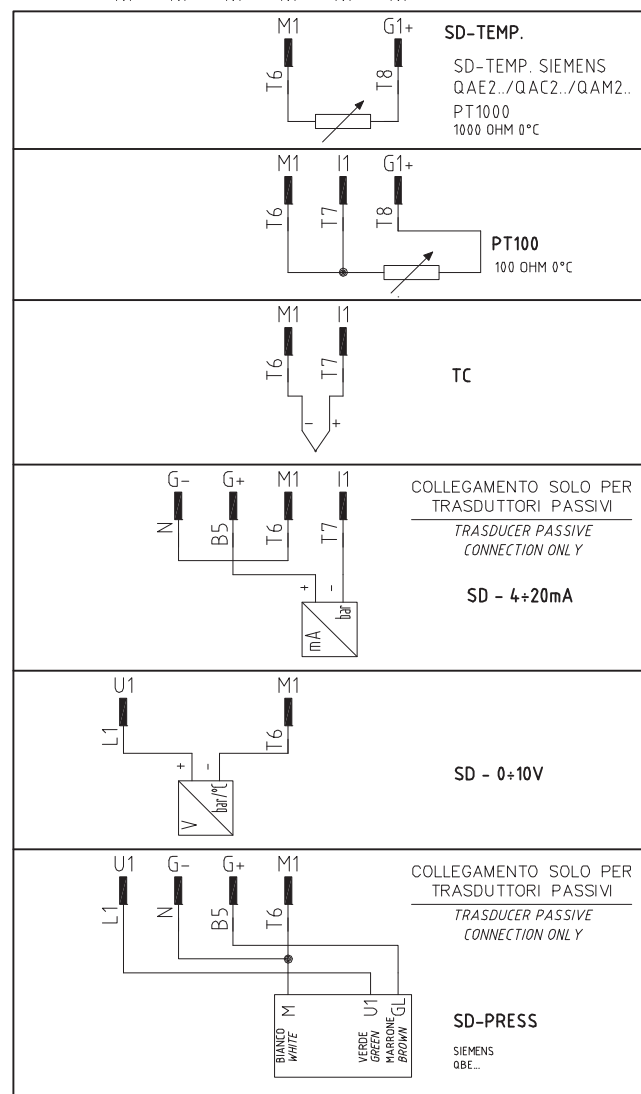 M1 G1+
T6 T8
SD-TEMP.
SD-TEMP. SIEMENS
QAE2../QAC2../QAM2..
PT1000
1000 OHM 0°C
M1 I1 G1+
T6 T7 T8
PT100
100 OHM 0°C
M1 I1
T6 T7
- +
TC
G- G+ M1 I1
N B5 T6 T7
+ -
mA bar
COLLEGAMENTO SOLO PER
TRASDUTTORI PASSIVI
TRASDUCER PASSIVE
CONNECTION ONLY
SD - 4÷20mA
U1 M1
L1 T6
+ -
V bar/°C
SD - 0÷10V
U1 G- G+ M1
L1 N B5 T6
COLLEGAMENTO SOLO PER
TRASDUTTORI PASSIVI
TRASDUCER PASSIVE
CONNECTION ONLY
M U1 GL
BIANCO
WHITE
VERDE
GREEN
MARRONE
BROWN
SD-PRESS
SIEMENS
QBE...